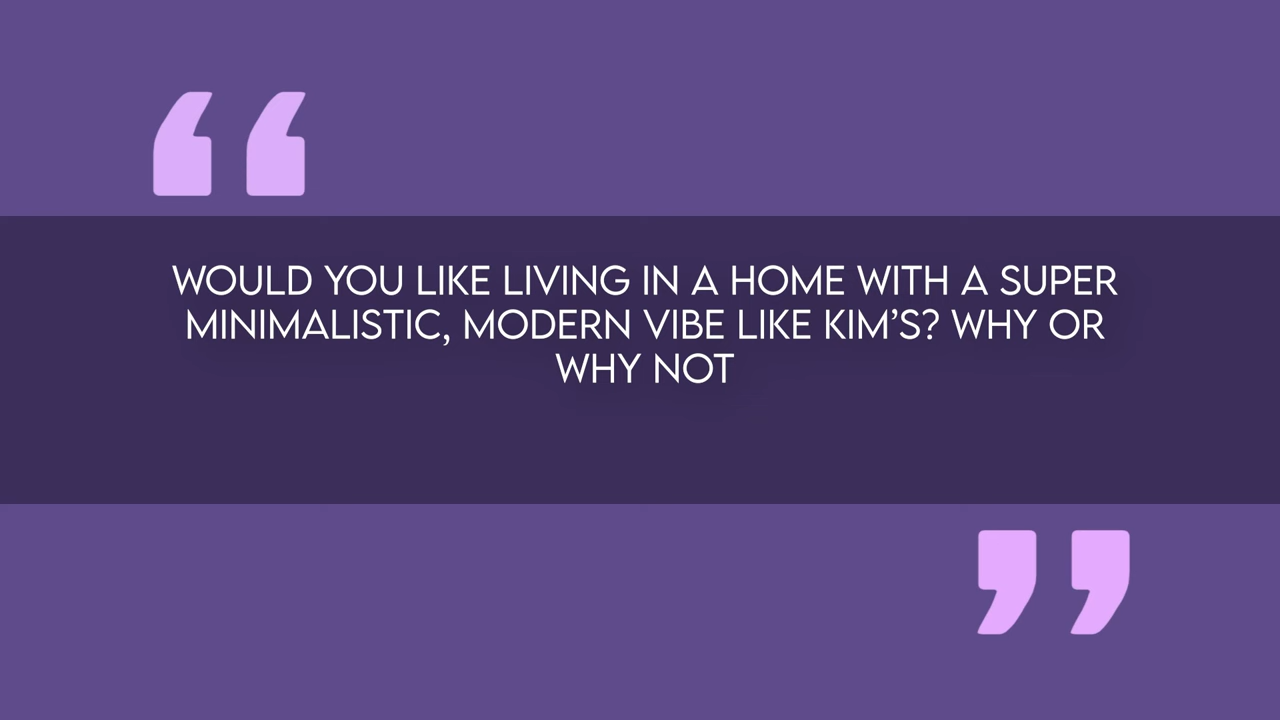 WOULD YOU LIKE LIVING IN A HOME WITH A SUPER
MINIMALISTIC, MODERN VIBE LIKE KIM’S? WHY OR
WHY NOT